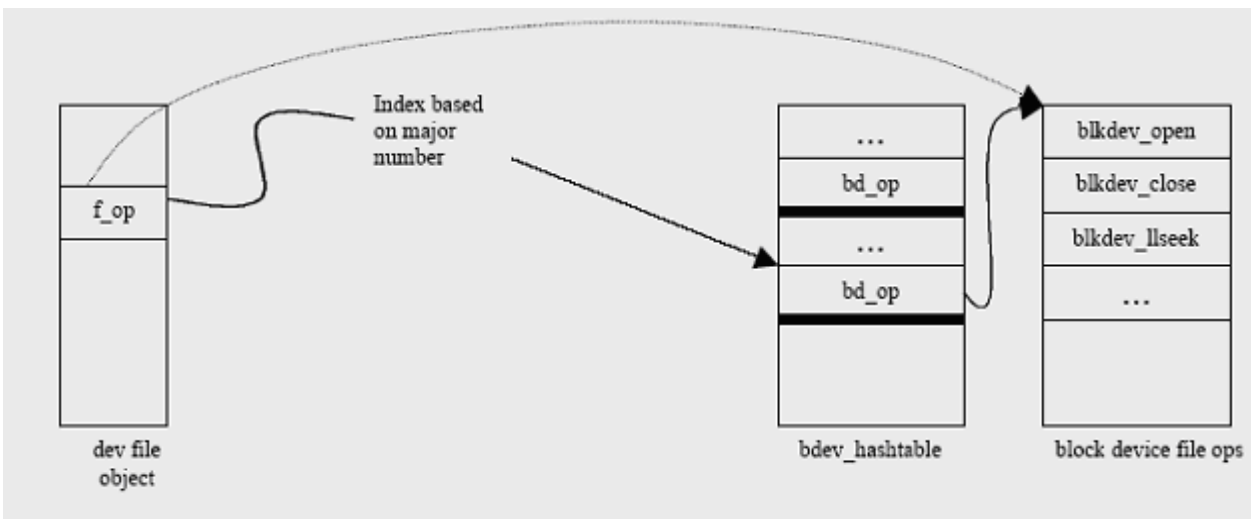 f_op
dev file
object
Index based
on major
number
...
bd_op
...
bd_op
bdev_hashtable
blkdev_open
blkdev_close
blkdev_llseek
...
block device file ops